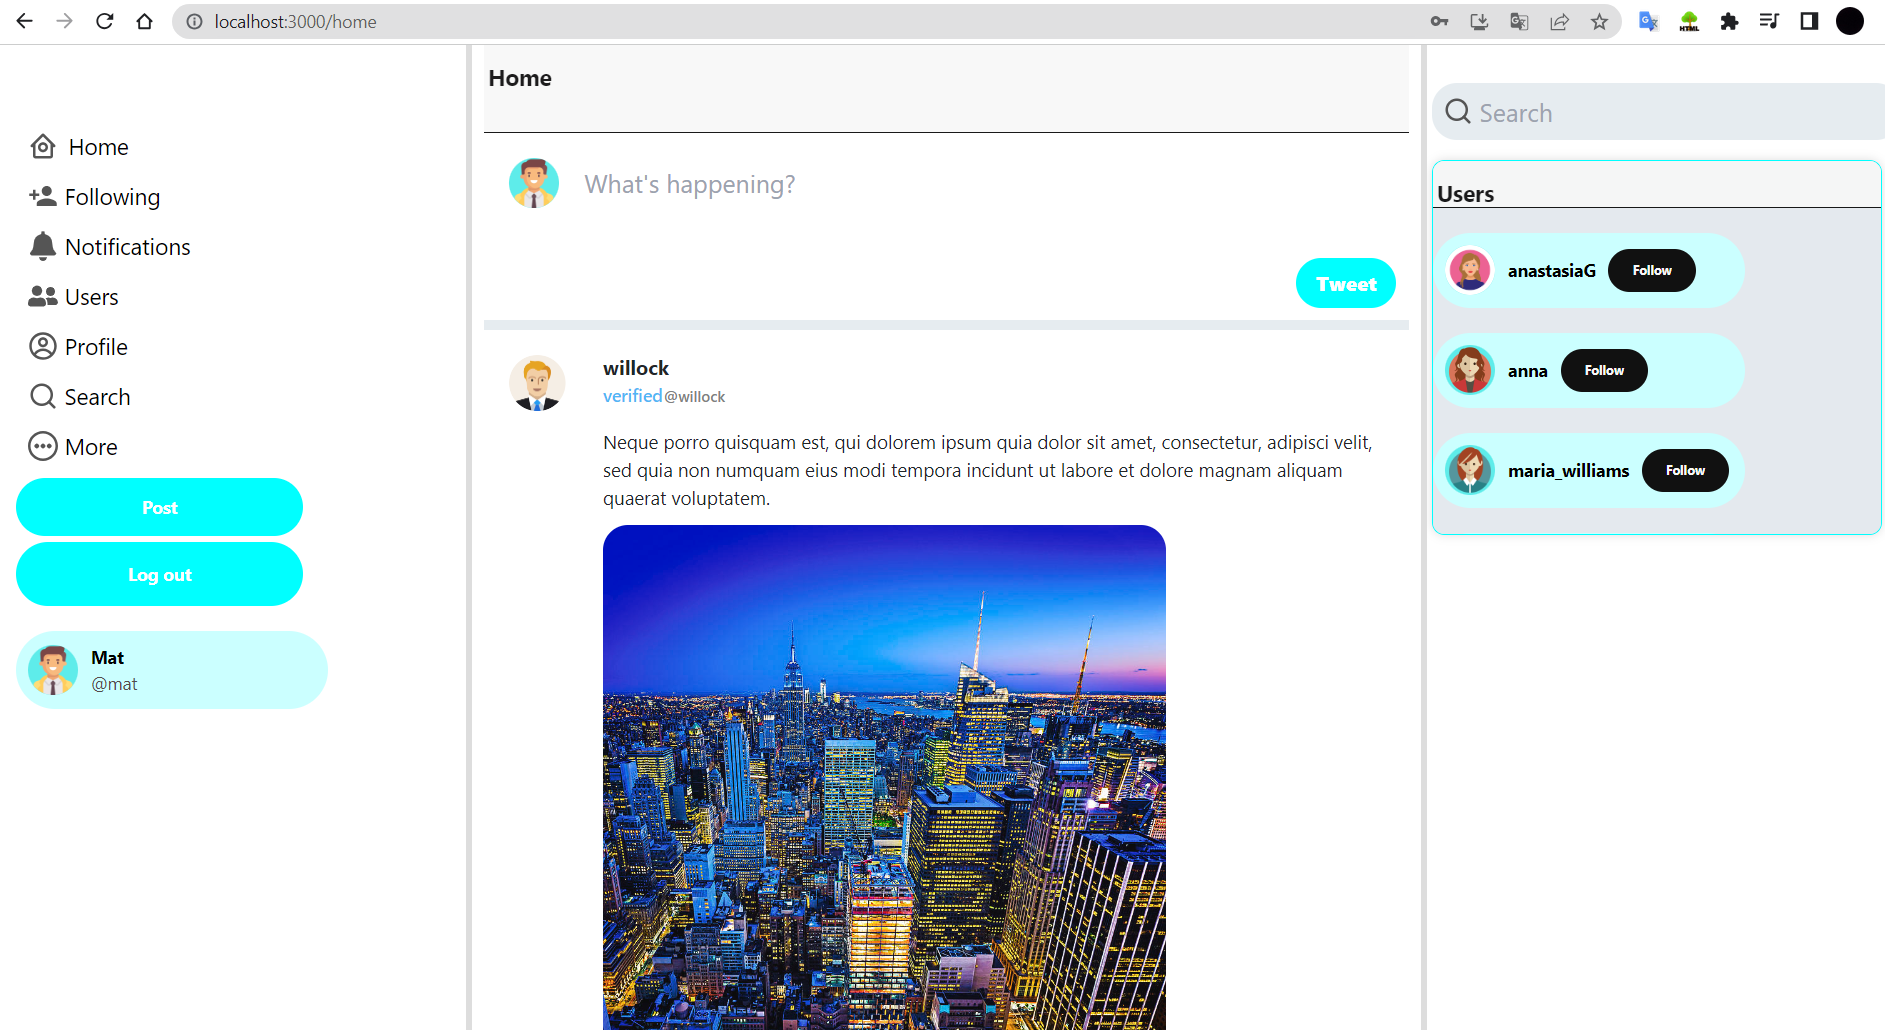 localhost:3000/home
HTML
Home
Following
Notifications
Users
Profile
Search
More
Post
Log out
Mat
@mat
Home
What's happening?
Tweet
willock
verified@willock
Neque porro quisquam est, qui dolorem ipsum quia dolor sit amet, consectetur, adipisci velit,
sed quia non numquam eius modi tempora incidunt ut labore et dolore magnam aliquam
quaerat voluptatem.
Search
Users
anastasiaG Follow
anna Follow
maria_williams Follow